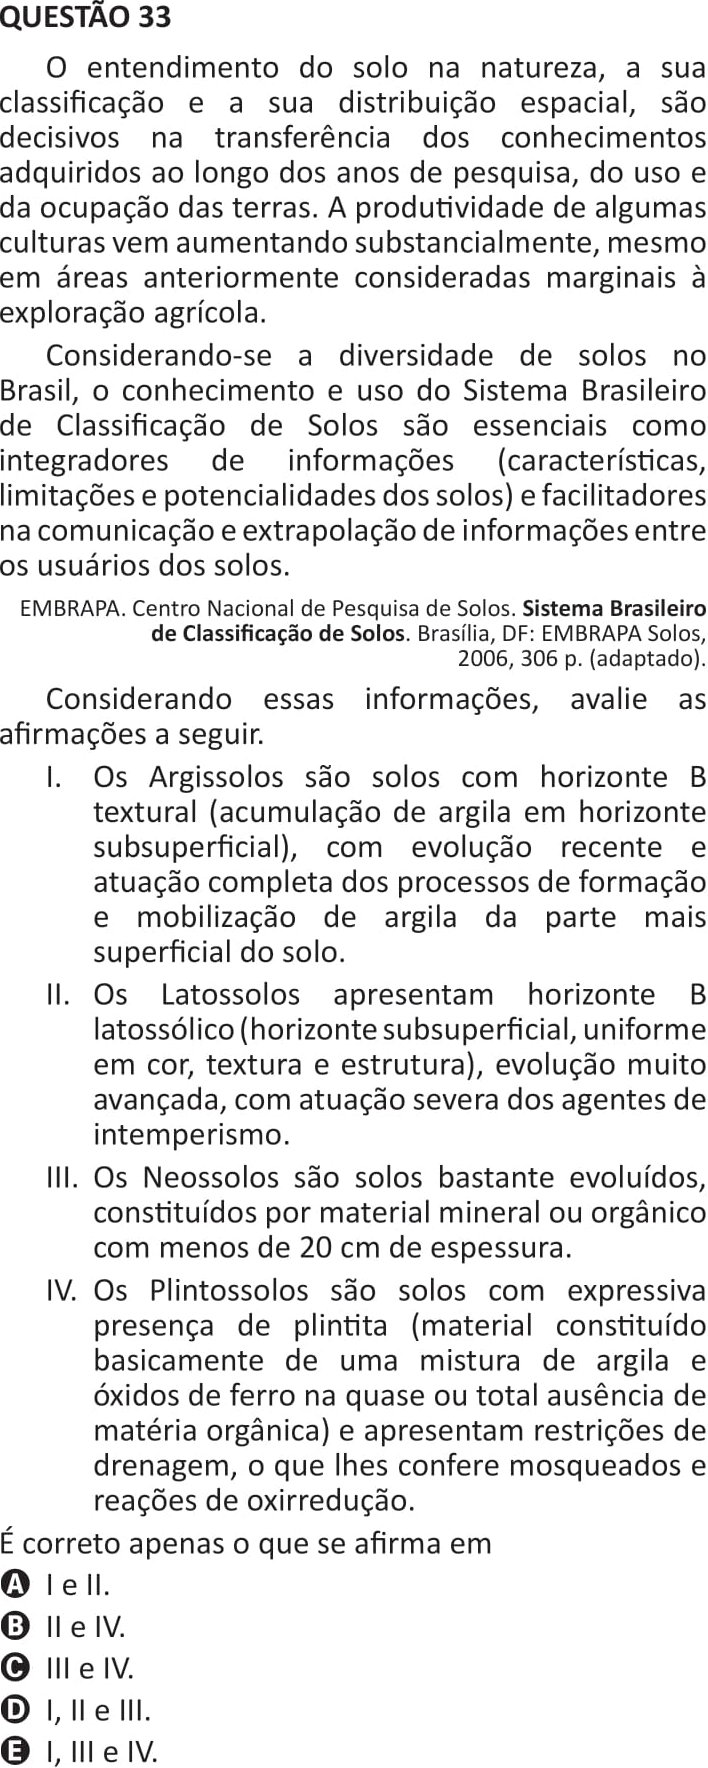 QUESTÃO 33
O entendimento do solo na natureza, a sua
classificação e a sua distribuição espacial, são
decisivos na transferência dos conhecimentos
adquiridos ao longo dos anos de pesquisa, do uso e
da ocupação das terras. A produtividade de algumas
culturas vem aumentando substancialmente, mesmo
em áreas anteriormente consideradas marginais à
exploração agrícola.
Considerando-se a diversidade de solos no
Brasil, o conhecimento e uso do Sistema Brasileiro
de Classificação de Solos são essenciais como
integradores de informações (características,
limitações e potencialidades dos solos) e facilitadores
na comunicação e extrapolação de informações entre
os usuários dos solos.
EMBRAPA. Centro Nacional de Pesquisa de Solos. Sistema Brasileiro
de Classificação de Solos. Brasília, DF: EMBRAPA Solos,
2006, 306 p. (adaptado).
Considerando essas informações, avalie as
afirmações a seguir.
I. Os Argissolos são solos com horizonte B
textural (acumulação de argila em horizonte
subsuperficial), com evolução recente e
atuação completa dos processos de formação
e mobilização de argila da parte mais
superficial do solo.
II. Os Latossolos apresentam horizonte B
latossólico (horizonte subsuperficial, uniforme
em cor, textura e estrutura), evolução muito
avançada, com atuação severa dos agentes de
intemperismo.
III. Os Neossolos são solos bastante evoluídos,
constituídos por material mineral ou orgânico
com menos de 20 cm de espessura.
IV. Os Plintossolos são solos com expressiva
presença de plintita (material constituído
basicamente de uma mistura de argila e
óxidos de ferro na quase ou total ausência de
matéria orgânica) e apresentam restrições de
drenagem, o que lhes confere mosqueados e
reações de oxirredução.
É correto apenas o que se afirma em
A I e II.
B II e IV.
C III e IV.
D I, II e III.
E I, III e IV.